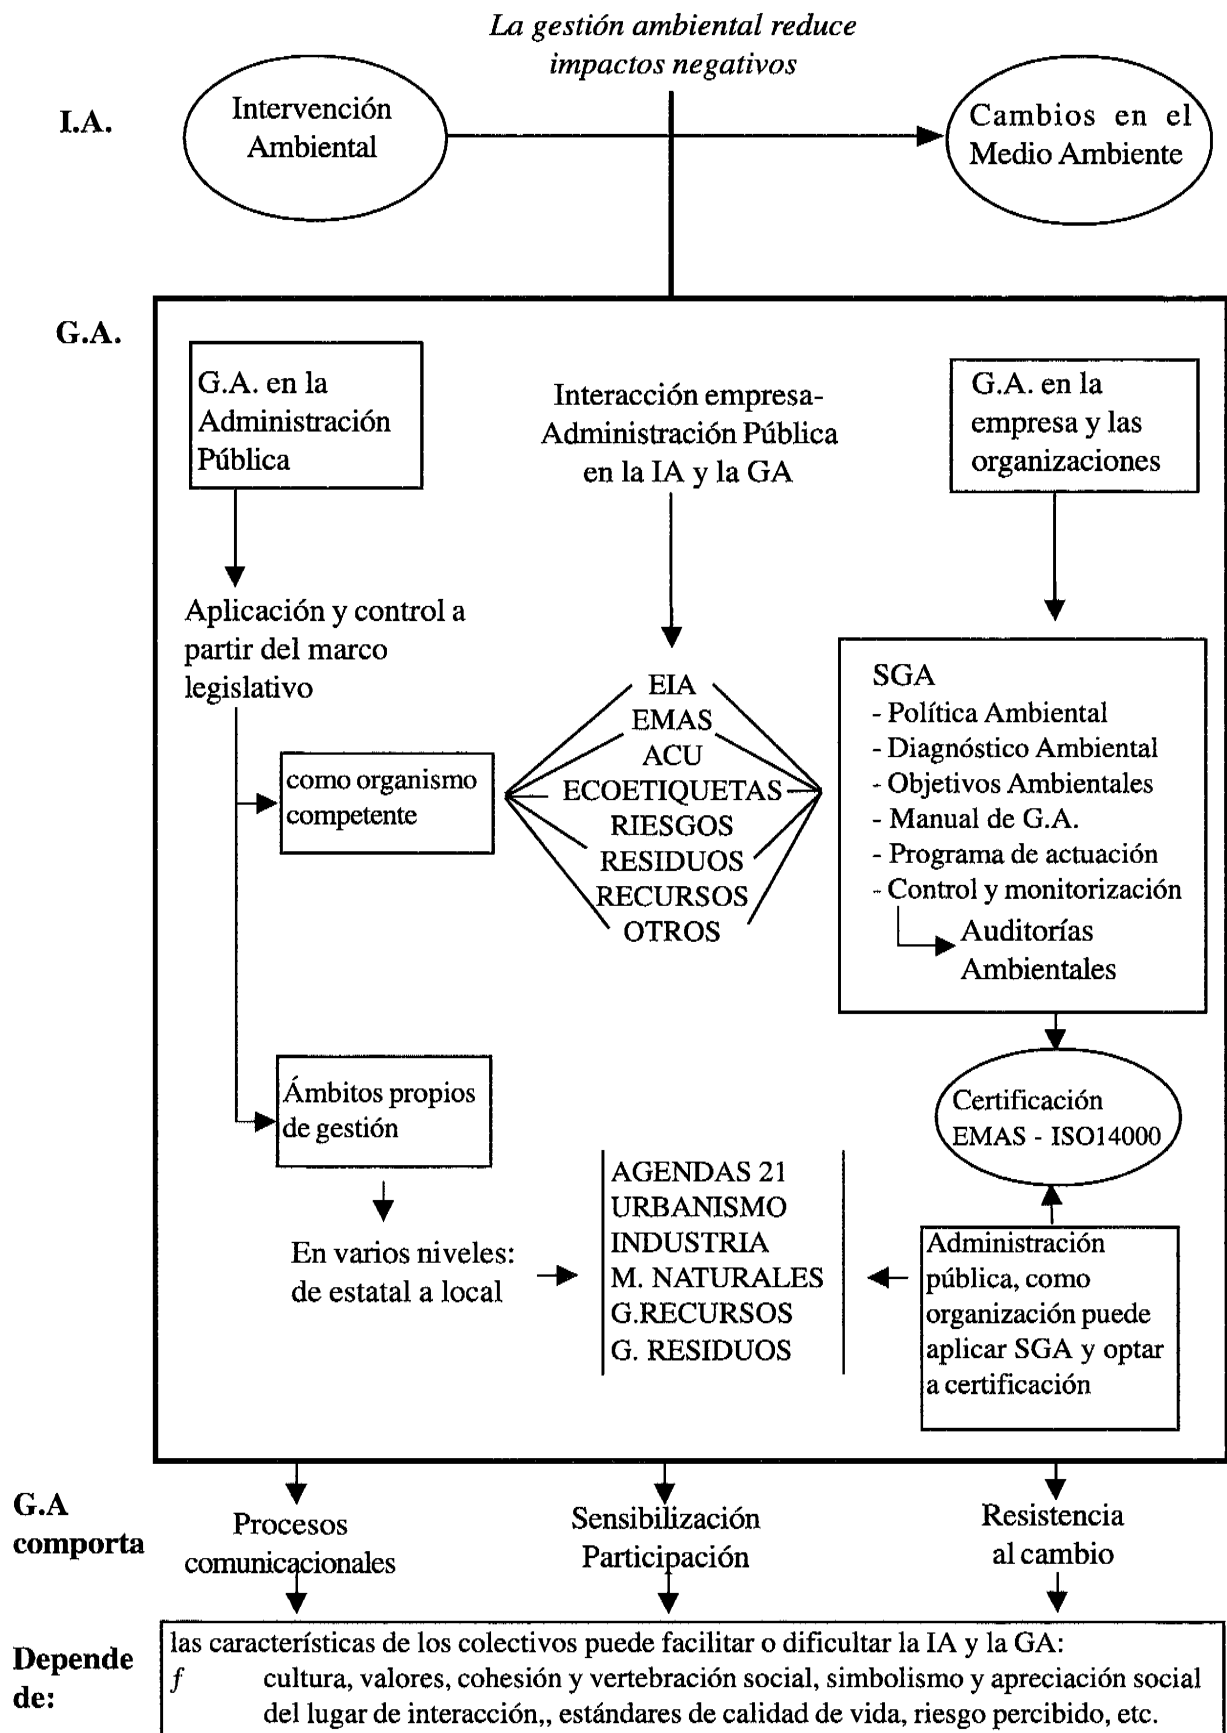 La gestión ambiental reduce
impactos negativos
I.A.
Intervención
Ambiental
Cambios en el
Medio Ambiente
G.A.
G.A. en la
Administración
Pública
Interacción empresa-
Administración Pública
en la IA y la GA
G.A. en la
empresa y las
organizaciones
Aplicación y control a
partir del marco
legislativo
como organismo
competente
EIA
EMAS
ACU
ECOETIQUETAS
RIESGOS
RESIDUOS
RECURSOS
OTROS
SGA
- Política Ambiental
- Diagnóstico Ambiental
- Objetivos Ambientales
- Manual de G.A.
- Programa de actuación
- Control y monitorización
Auditorías
Ambientales
Ámbitos propios
de gestión
Certificación
EMAS - ISO14000
En varios niveles:
de estatal a local
AGENDAS 21
URBANISMO
INDUSTRIA
M. NATURALES
G.RECURSOS
G. RESIDUOS
Administración
pública, como
organización puede
aplicar SGA y optar
a certificación
G.A
comporta
Procesos
comunicacionales
Sensibilización
Participación
Resistencia
al cambio
Depende
de:
las características de los colectivos puede facilitar o dificultar la IA y la GA:
f cultura, valores, cohesión y vertebración social, simbolismo y apreciación social
del lugar de interacción,, estándares de calidad de vida, riesgo percibido, etc.